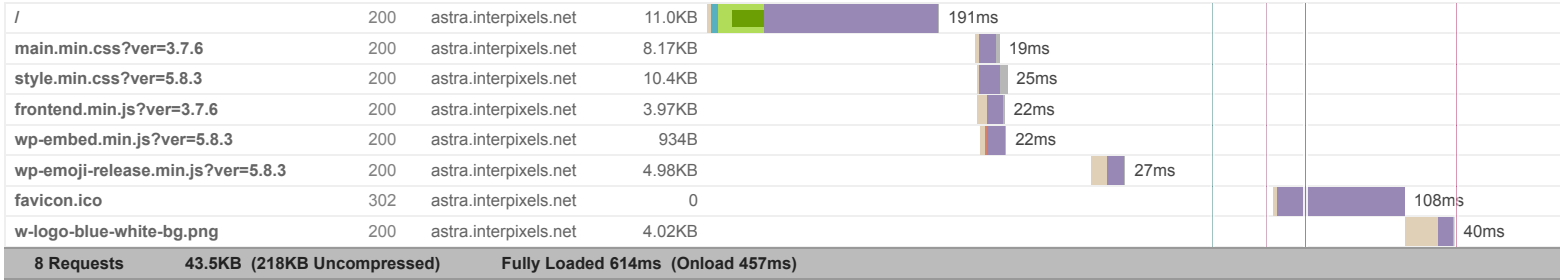 / 200 astra.interpixels.net 11.0KB 191ms
main.min.css?ver=3.7.6 200 astra.interpixels.net 8.17KB 19ms
style.min.css?ver=5.8.3 200 astra.interpixels.net 10.4KB 25ms
frontend.min.js?ver=3.7.6 200 astra.interpixels.net 3.97KB 22ms
wp-embed.min.js?ver=5.8.3 200 astra.interpixels.net 934B 22ms
wp-emoji-release.min.js?ver=5.8.3 200 astra.interpixels.net 4.98KB 27ms
favicon.ico 302 astra.interpixels.net 0 108ms
w-logo-blue-white-bg.png 200 astra.interpixels.net 4.02KB 40ms
8 Requests 43.5KB (218KB Uncompressed) Fully Loaded 614ms (Onload 457ms)